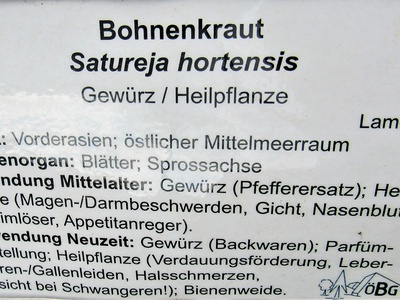 Bohnenkraut
Satureja hortensis
Gewürz / Heilpflanze
Lam
.: Vorderasien; östlicher Mittelmeerraum
enorgan: Blätter; Sprossachse
ndung Mittelalter: Gewürz (Pfefferersatz); He
e (Magen-/Darmbeschwerden, Gicht, Nasenblut
imlöser, Appetitanreger).
wendung Neuzeit: Gewürz (Backwaren); Parfüm-
tellung; Heilpflanze (Verdauungsförderung, Leber-
ren-/Gallenleiden, Halsschmerzen,
sicht bei Schwangeren!); Bienenweide.
öBG